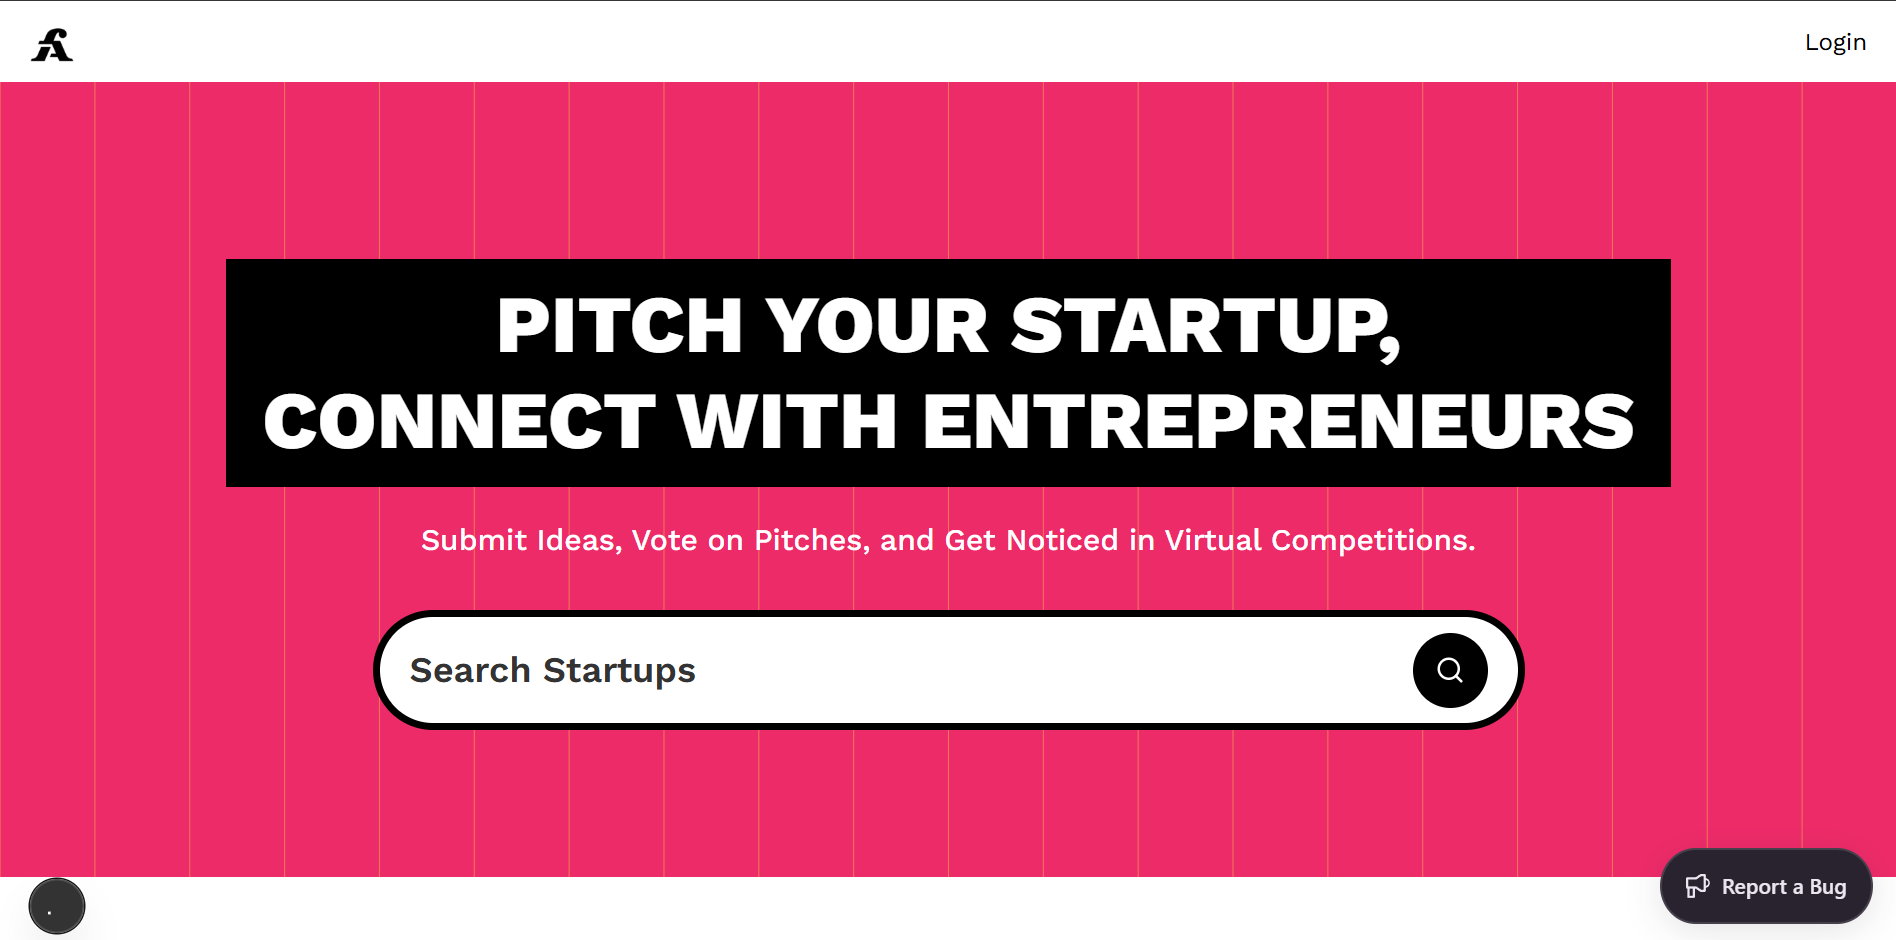 Login
PITCH YOUR STARTUP,
CONNECT WITH ENTREPRENEURS
Submit Ideas, Vote on Pitches, and Get Noticed in Virtual Competitions.
Search Startups
Report a Bug